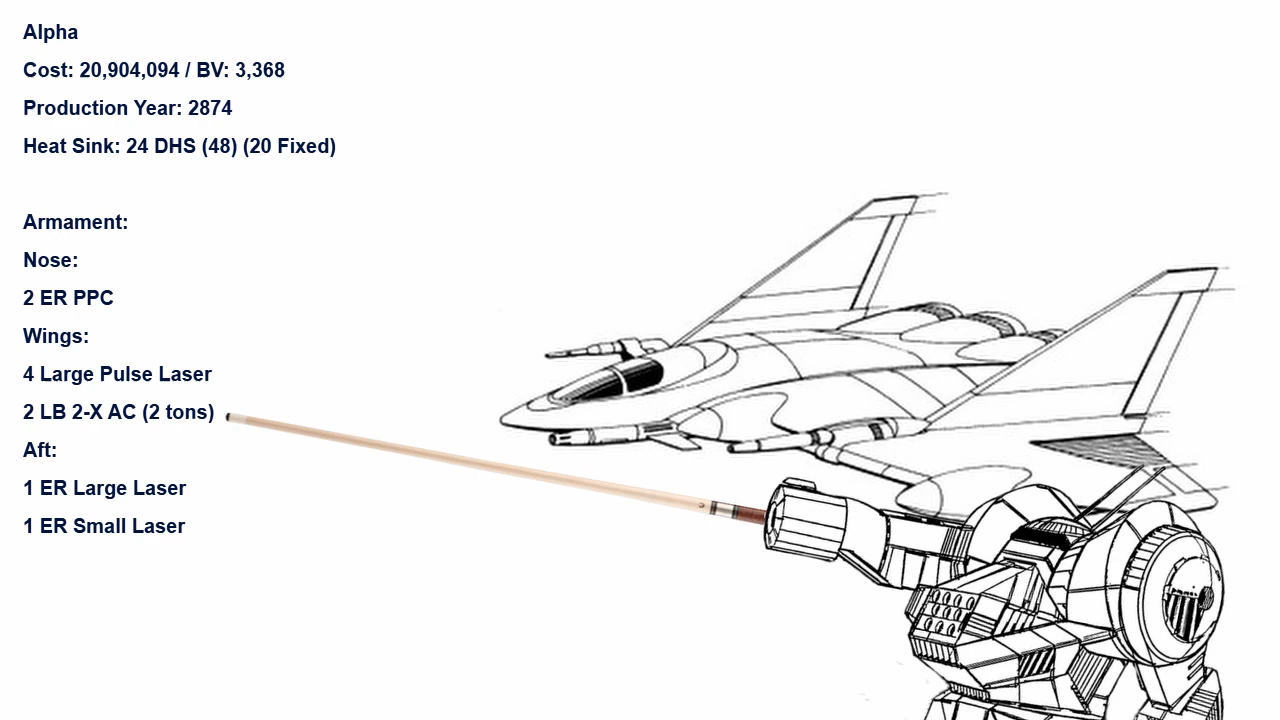 Alpha
Cost: 20,904,094 / BV: 3,368
Production Year: 2874
Heat Sink: 24 DHS (48) (20 Fixed)
Armament:
Nose:
2 ER PPC
Wings:
4 Large Pulse Laser
2 LB 2-X AC (2 tons)
Aft:
1 ER Large Laser
1 ER Small Laser